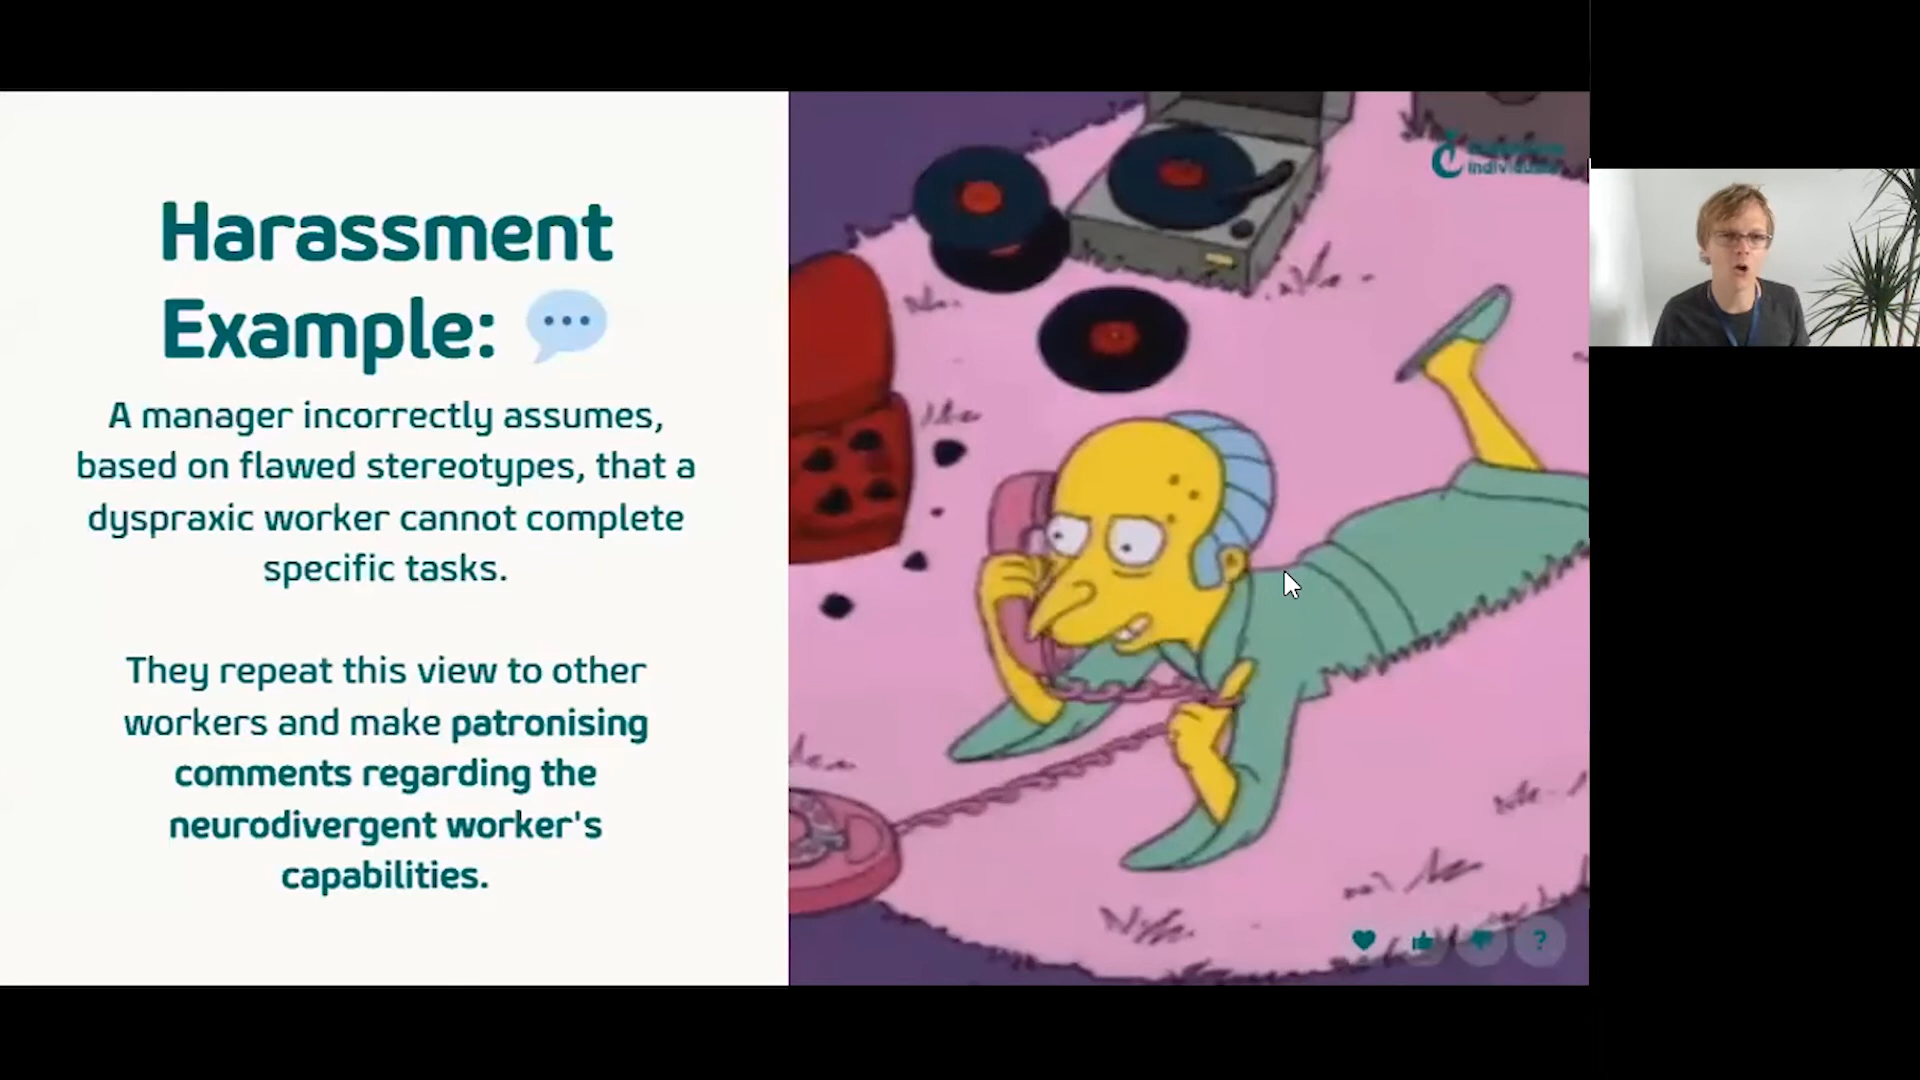 Harassment
Example:
A manager incorrectly assumes,
based on flawed stereotypes, that a
dyspraxic worker cannot complete
specific tasks.
They repeat this view to other
workers and make patronising
comments regarding the
neurodivergent worker's
capabilities.
?